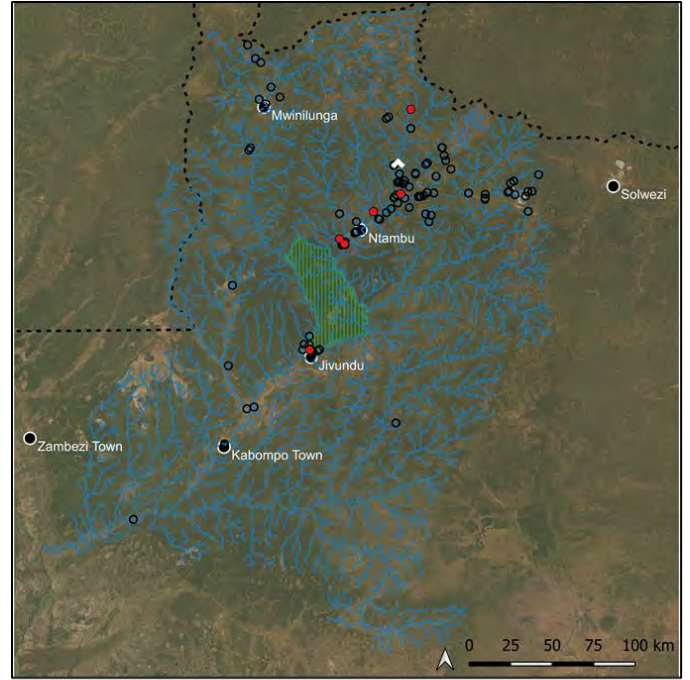 Mwinilunga
Solwezi
Ntambu
Jivundu
Zambezi Town
Kabompo Town
0 25 50 75 100 km